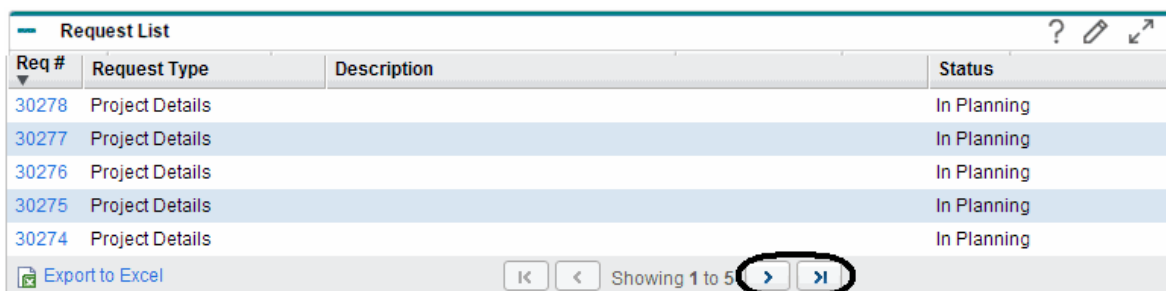 Request List
Req # Request Type Description Status
30278 Project Details In Planning
30277 Project Details In Planning
30276 Project Details In Planning
30275 Project Details In Planning
30274 Project Details In Planning
Export to Excel Showing 1 to 5